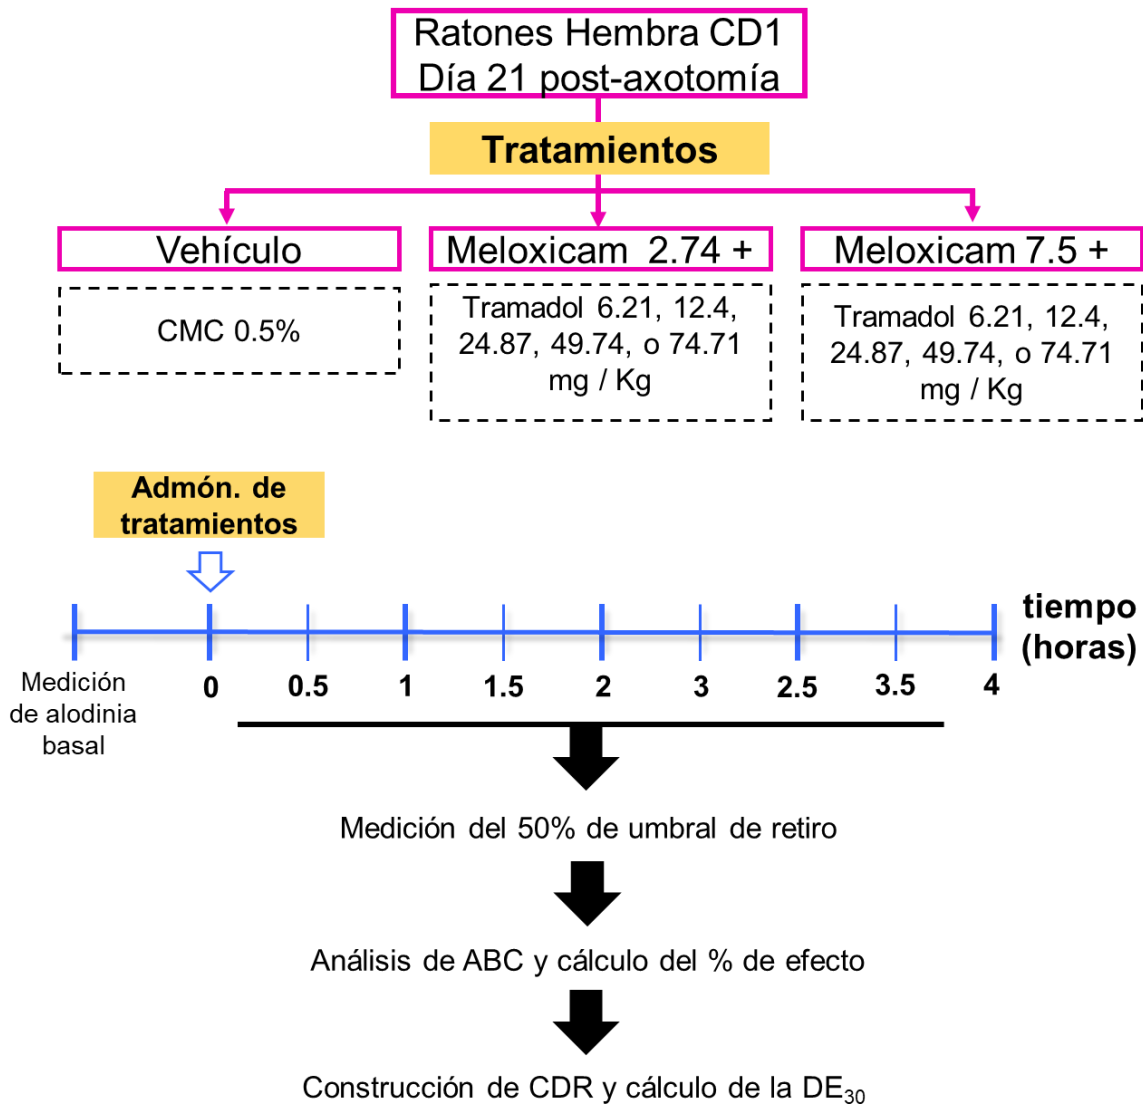 Ratones Hembra CD1
Día 21 post-axotomía
Tratamientos
Vehículo
CMC 0.5%
Meloxicam 2.74 +
Tramadol 6.21, 12.4,
24.87, 49.74, o 74.71
mg / Kg
Meloxicam 7.5 +
Tramadol 6.21, 12.4,
24.87, 49.74, o 74.71
mg / Kg
Admón. de
tratamientos
tiempo
(horas)
Medición
de alodinia
basal
0 0.5 1 1.5 2 3 2.5 3.5 4
Medición del 50% de umbral de retiro
Análisis de ABC y cálculo del % de efecto
Construcción de CDR y cálculo de la DE30